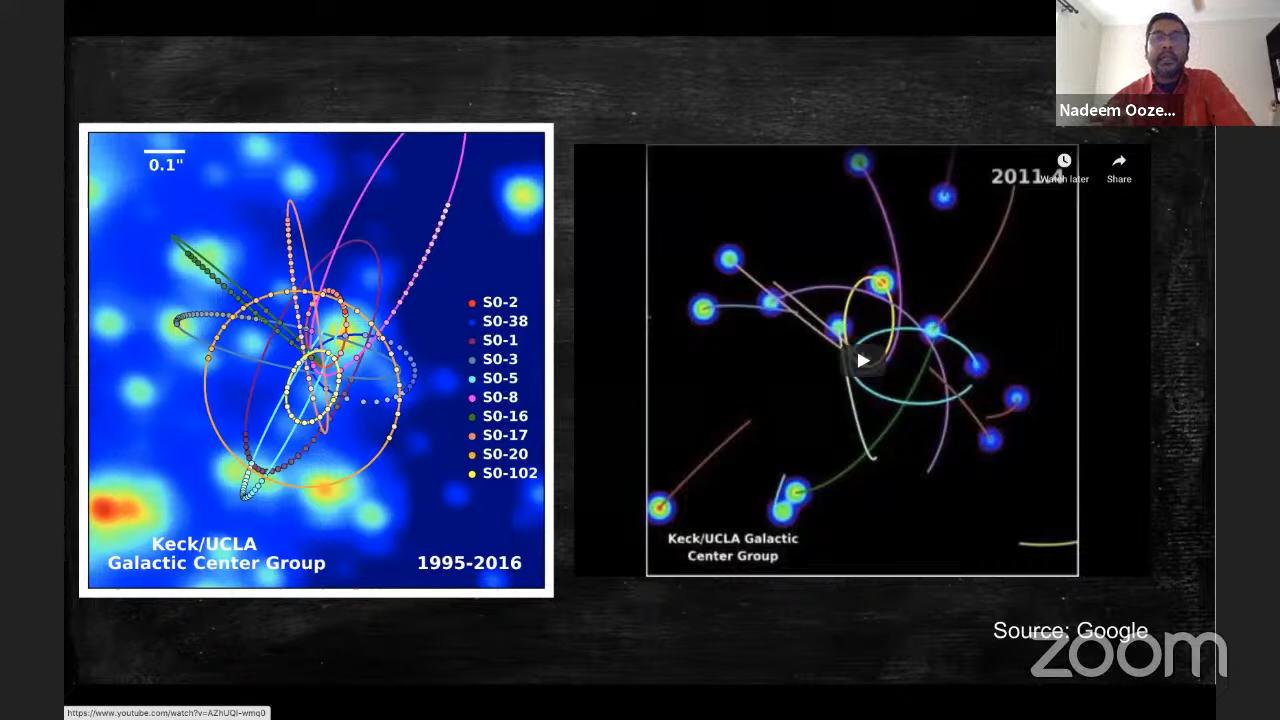 Nadeem Ooze...
0.1"
S0-2
S0-38
S0-1
S0-3
S0-5
S0-8
S0-16
S0-17
S0-20
S0-102
Keck/UCLA
Galactic Center Group
1995-2016
2011.4
Watch later
Share
Keck/UCLA Galactic
Center Group
Source: Google
zoom
https://www.youtube.com/watch?v=AZhUQI-wmq0